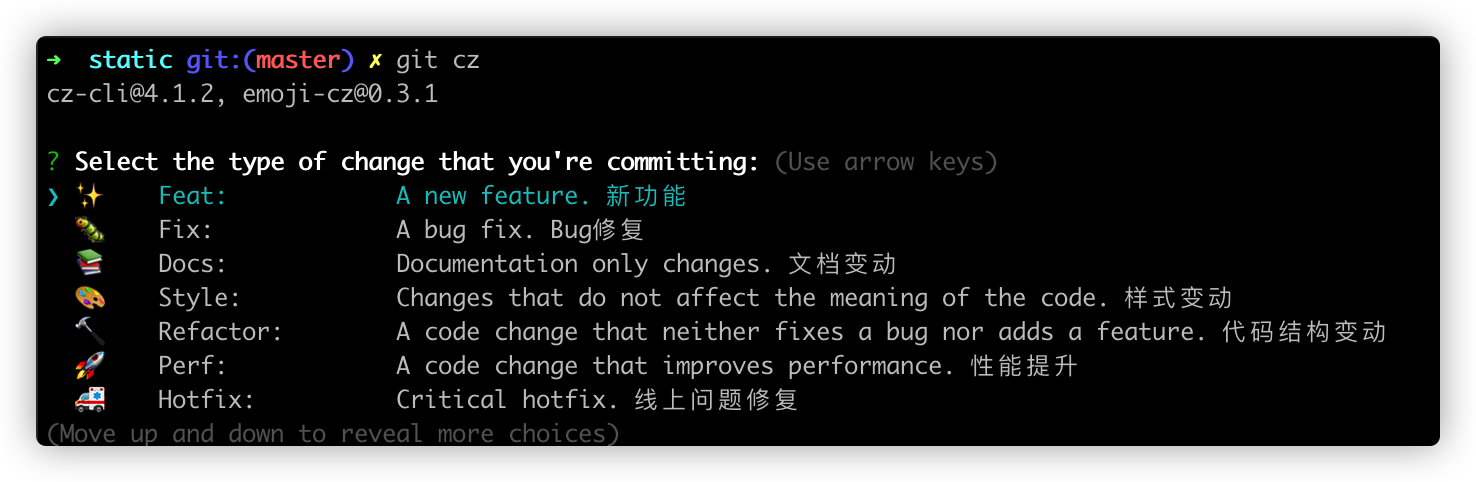 ➜ static git:(master) ✗ git cz
cz-cli@4.1.2, emoji-cz@0.3.1
? Select the type of change that you're committing: (Use arrow keys)
❯ ✨ Feat: A new feature. 新功能
🐛 Fix: A bug fix. Bug修复
📚 Docs: Documentation only changes. 文档变动
🎨 Style: Changes that do not affect the meaning of the code. 样式变动
🔨 Refactor: A code change that neither fixes a bug nor adds a feature. 代码结构变动
🚀 Perf: A code change that improves performance. 性能提升
🚑 Hotfix: Critical hotfix. 线上问题修复
(Move up and down to reveal more choices)